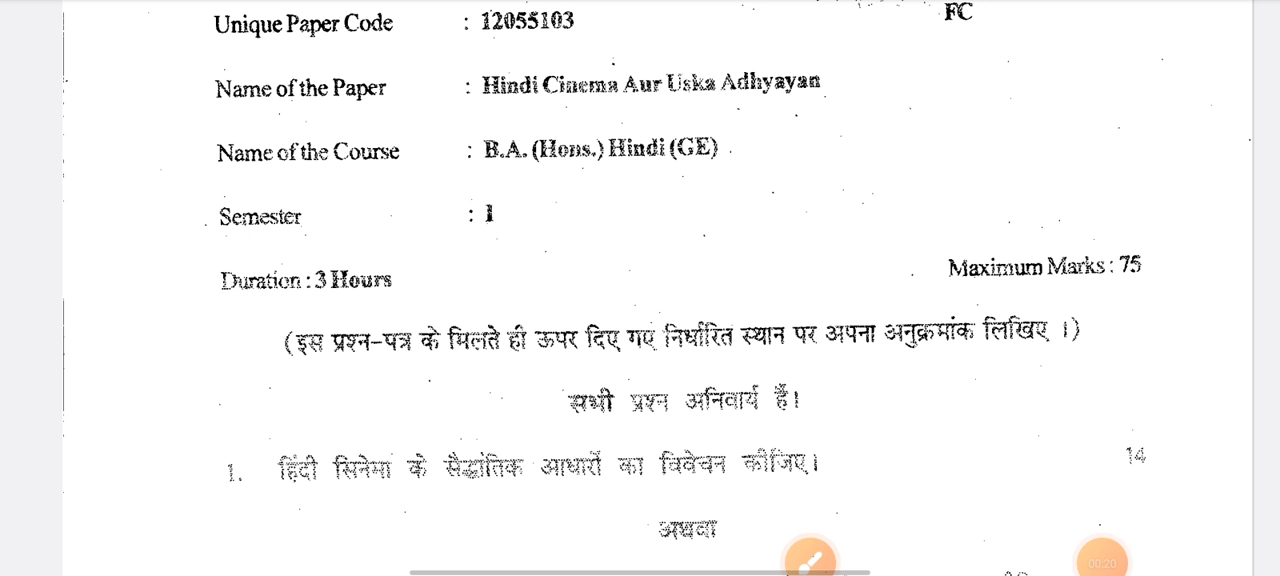 Unique Paper Code : 12055103 FC
Name of the Paper : Hindi Cinema Aur Uska Adhyayan
Name of the Course : B.A. (Hons.) Hindi (GE)
Semester : I
Duration : 3 Hours Maximum Marks : 75
(इस प्रश्न-पत्र के मिलते ही ऊपर दिए गए निर्धारित स्थान पर अपना अनुक्रमांक लिखिए ।)
सभी प्रश्न अनिवार्य हैं।
1. हिंदी सिनेमा के सैद्धांतिक आधारों का विवेचन कीजिए। 14
अथवा
00:20